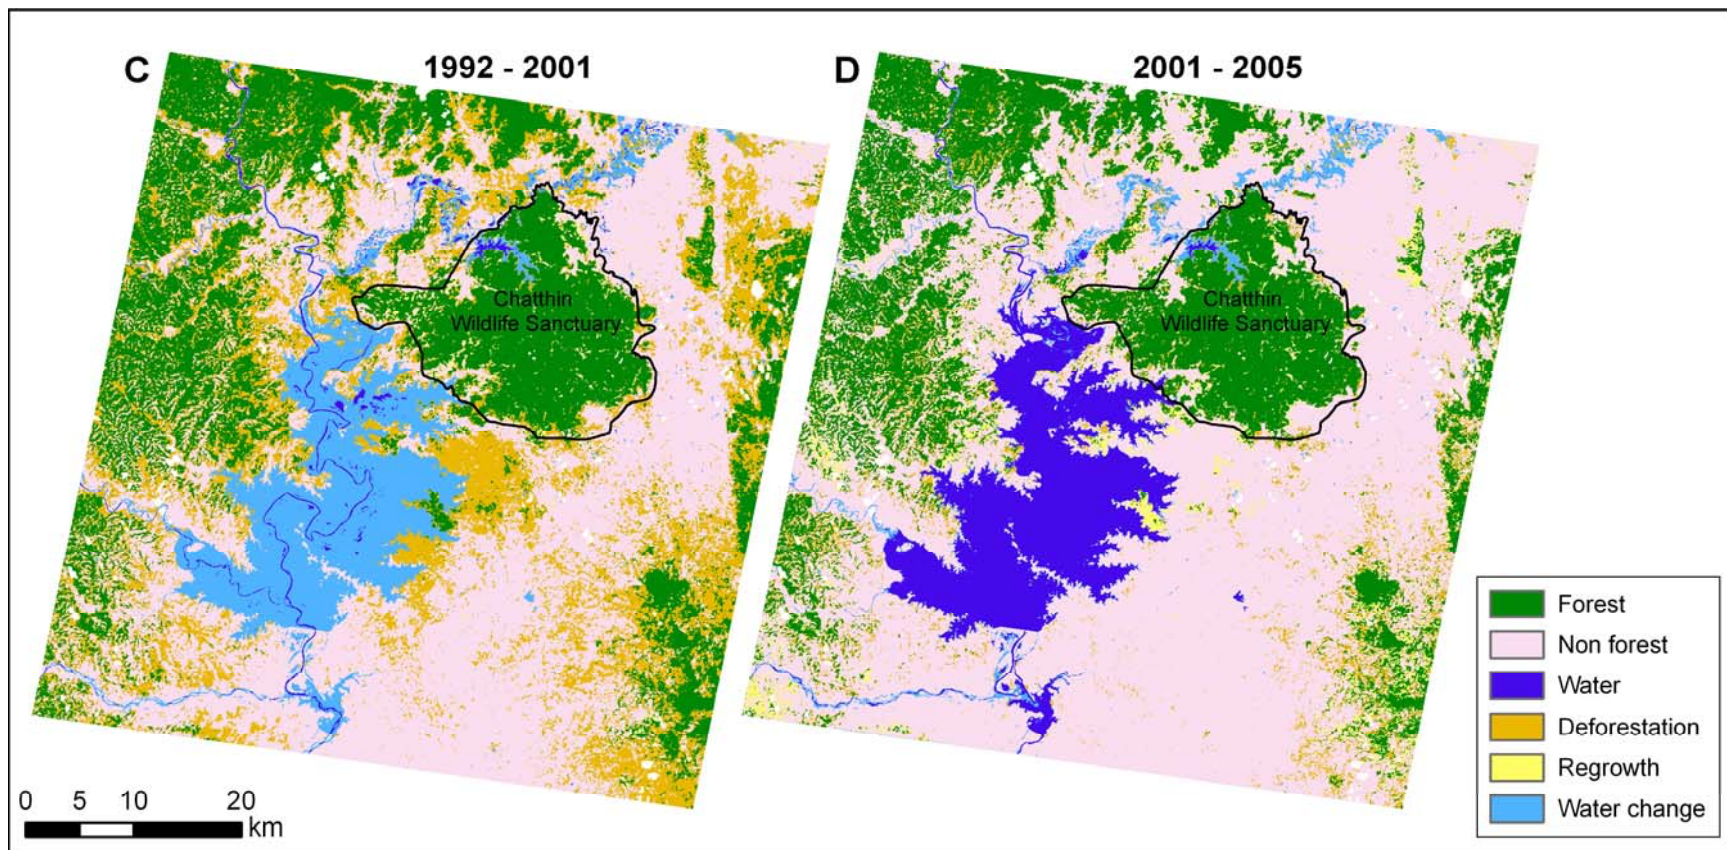 C
1992 - 2001
D
2001 - 2005
Chatthin
Wildlife Sanctuary
Chatthin
Wildlife Sanctuary
Forest
Non forest
Water
Deforestation
Regrowth
Water change
0 5 10 20
km